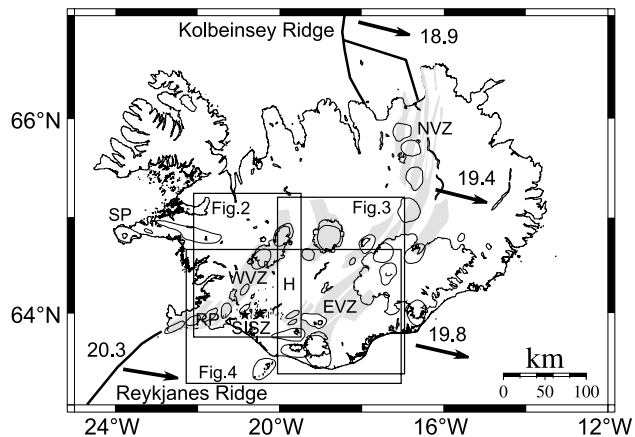 Kolbeinsey Ridge
18.9
66°N
NVZ
19.4
SP
Fig.2
Fig.3
WVZ
H
EVZ
64°N
RP
SISZ
19.8
20.3
Fig.4
Reykjanes Ridge
km
0 50 100
24°W 20°W 16°W 12°W